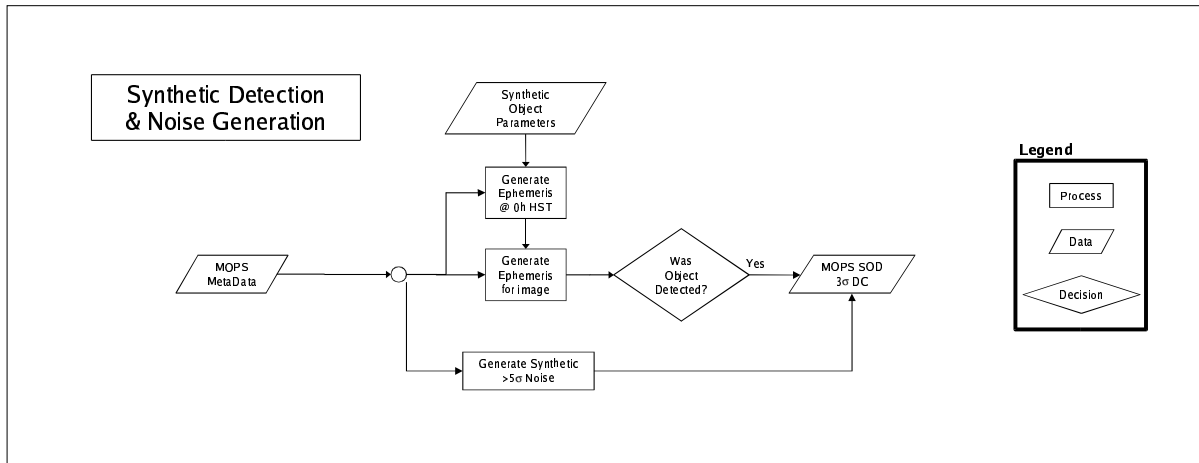 Synthetic Detection
& Noise Generation
Synthetic
Object
Parameters
Generate
Ephemeris
@ 0h HST
MOPS
MetaData
Generate
Ephemeris
for image
Was
Object
Detected?
Yes
MOPS SOD
3σ DC
Generate Synthetic
>5σ Noise
Legend
Process
Data
Decision